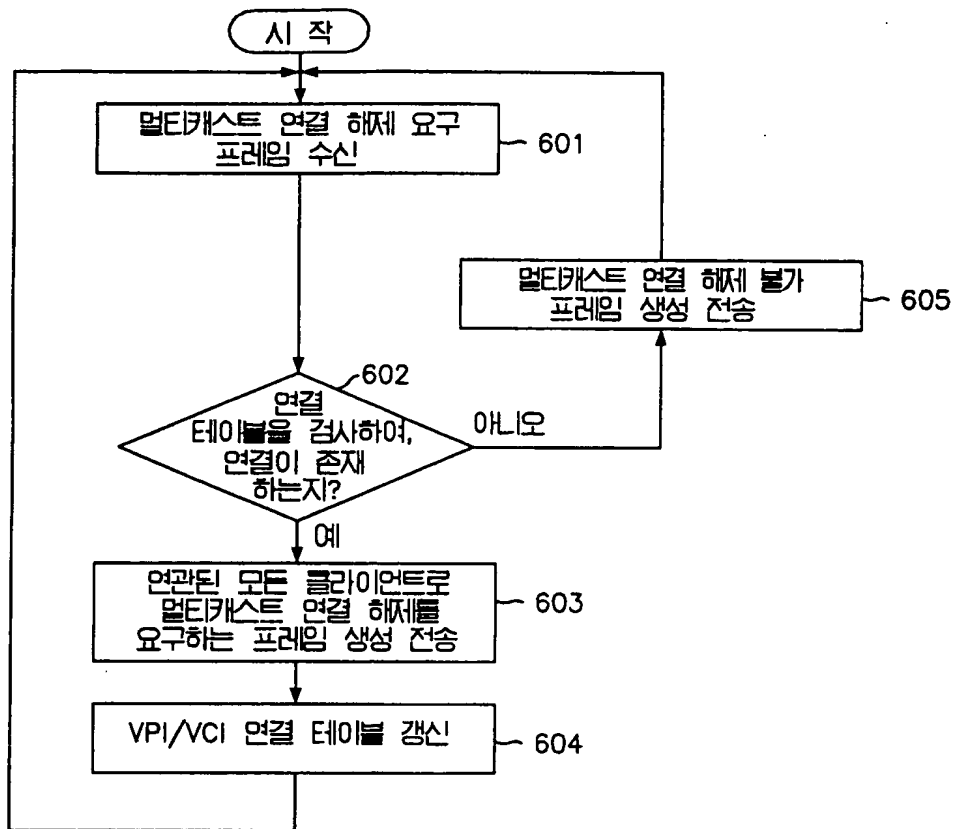 시 작
멀티캐스트 연결 해제 요구
프레임 수신
601
멀티캐스트 연결 해제 불가
프레임 생성 전송
605
602
연결
테이블을 검사하여,
연결이 존재
하는지?
아니오
예
연관된 모든 클라이언트로
멀티캐스트 연결 해제를
요구하는 프레임 생성 전송
603
VPI/VCI 연결 테이블 갱신
604